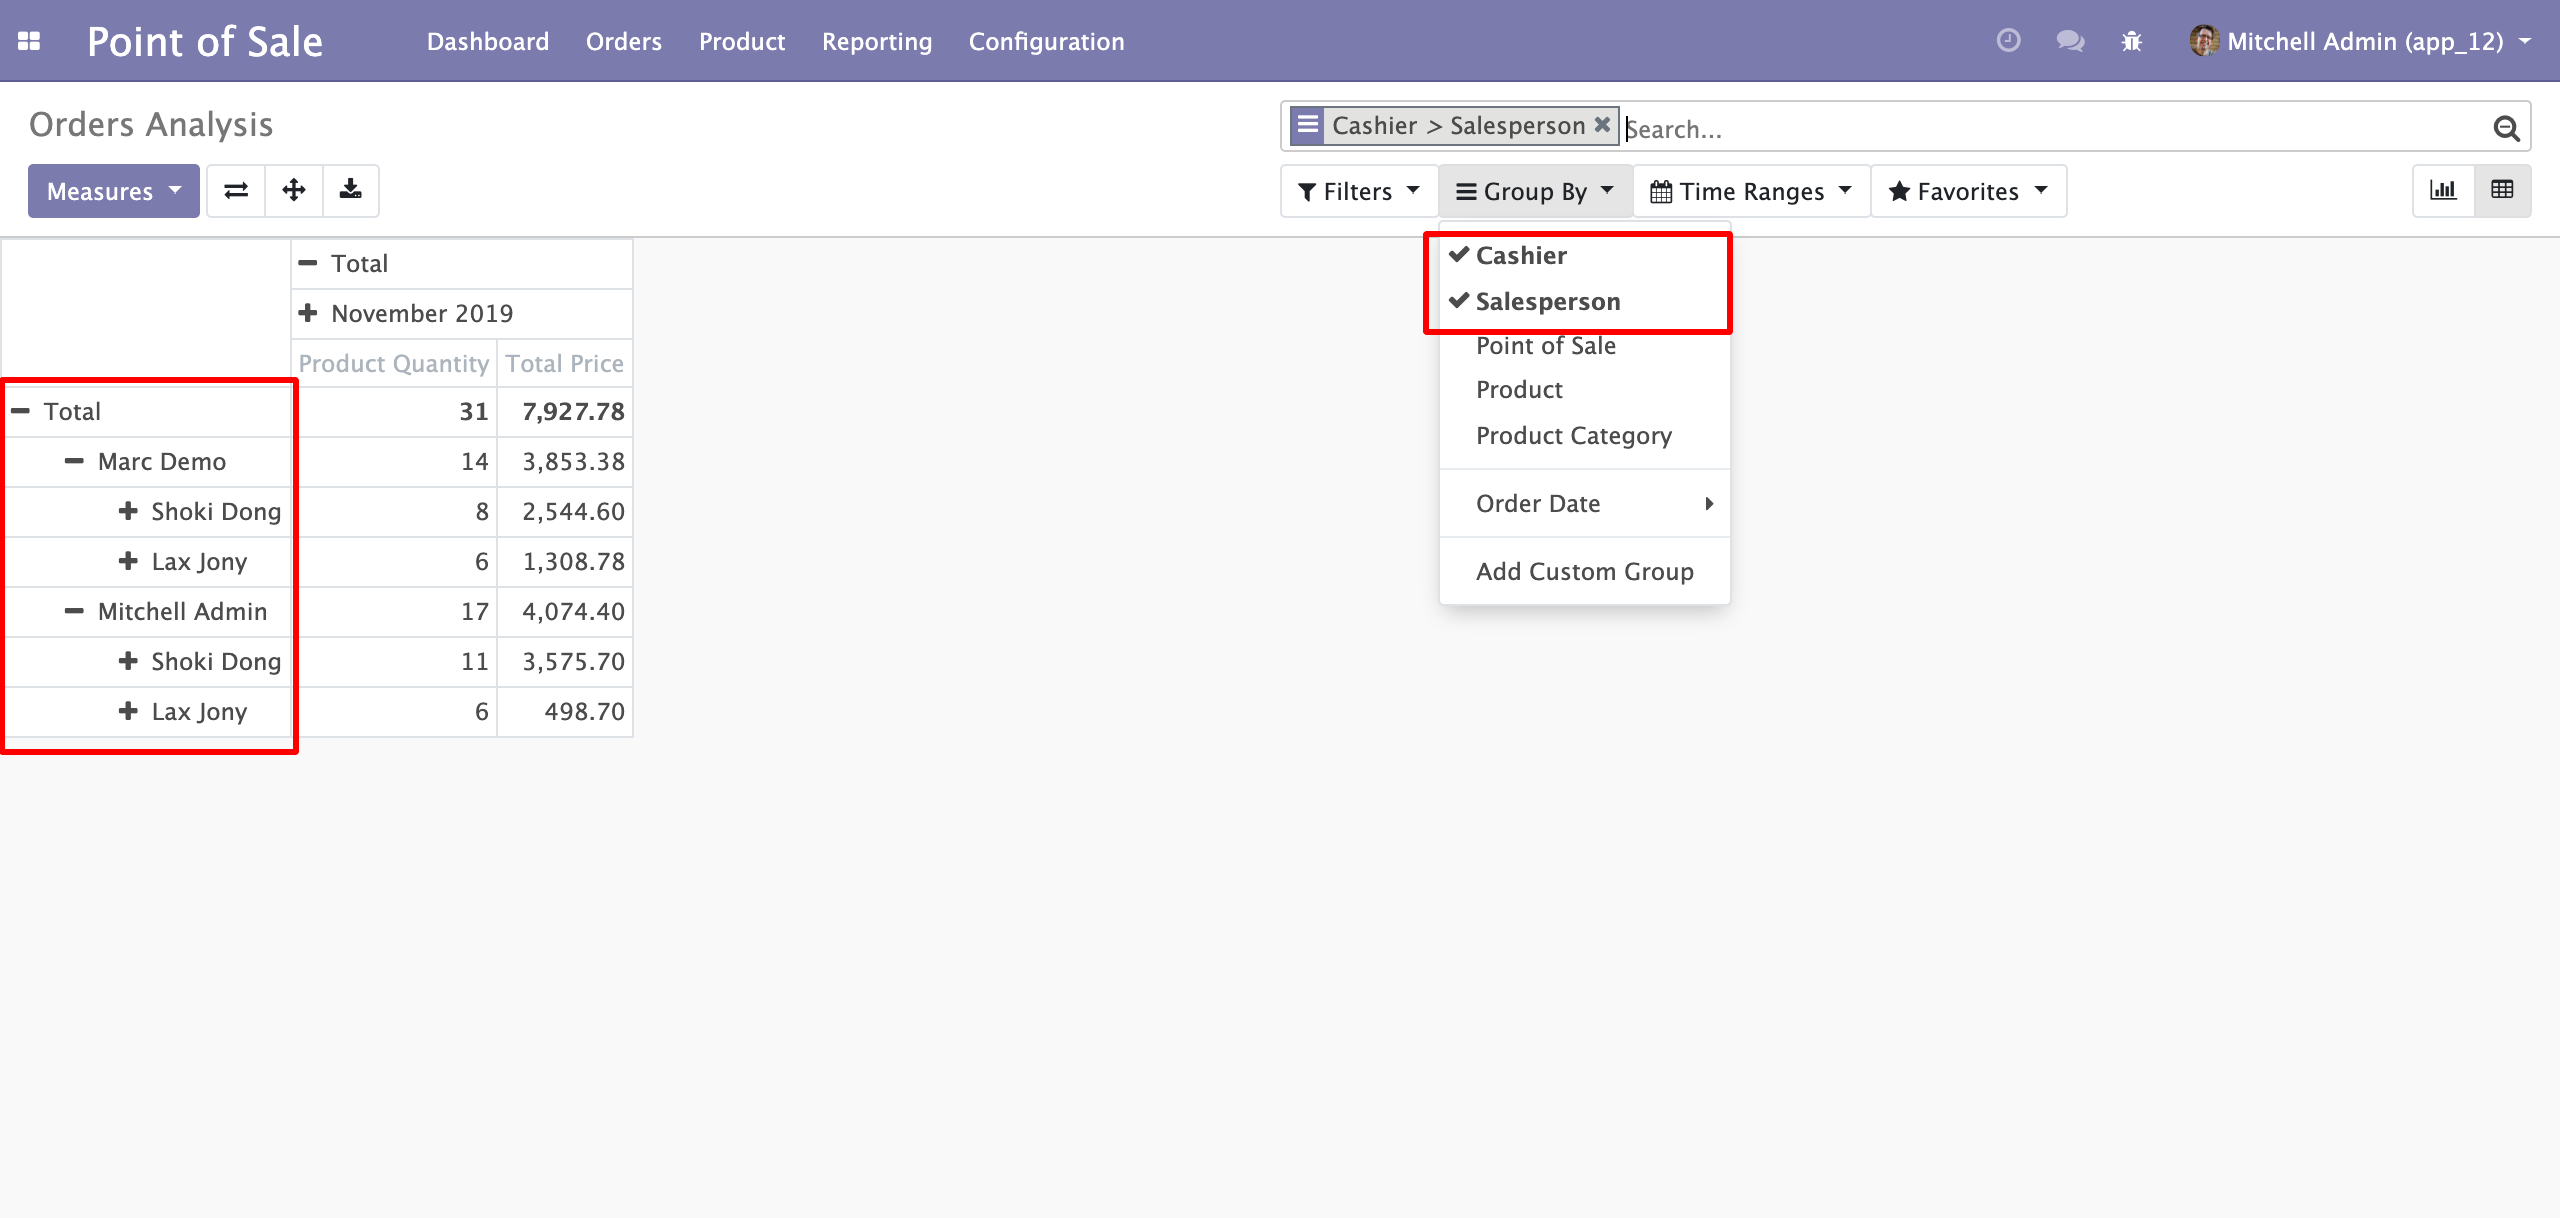 Point of Sale Dashboard Orders Product Reporting Configuration Mitchell Admin (app_12)
Orders Analysis
Cashier > Salesperson Search...
Measures Filters Group By Time Ranges Favorites
Cashier
Salesperson
Point of Sale
Product
Product Category
Order Date
Add Custom Group
Total
November 2019
Product Quantity Total Price
Total 31 7,927.78
Marc Demo 14 3,853.38
Shoki Dong 8 2,544.60
Lax Jony 6 1,308.78
Mitchell Admin 17 4,074.40
Shoki Dong 11 3,575.70
Lax Jony 6 498.70